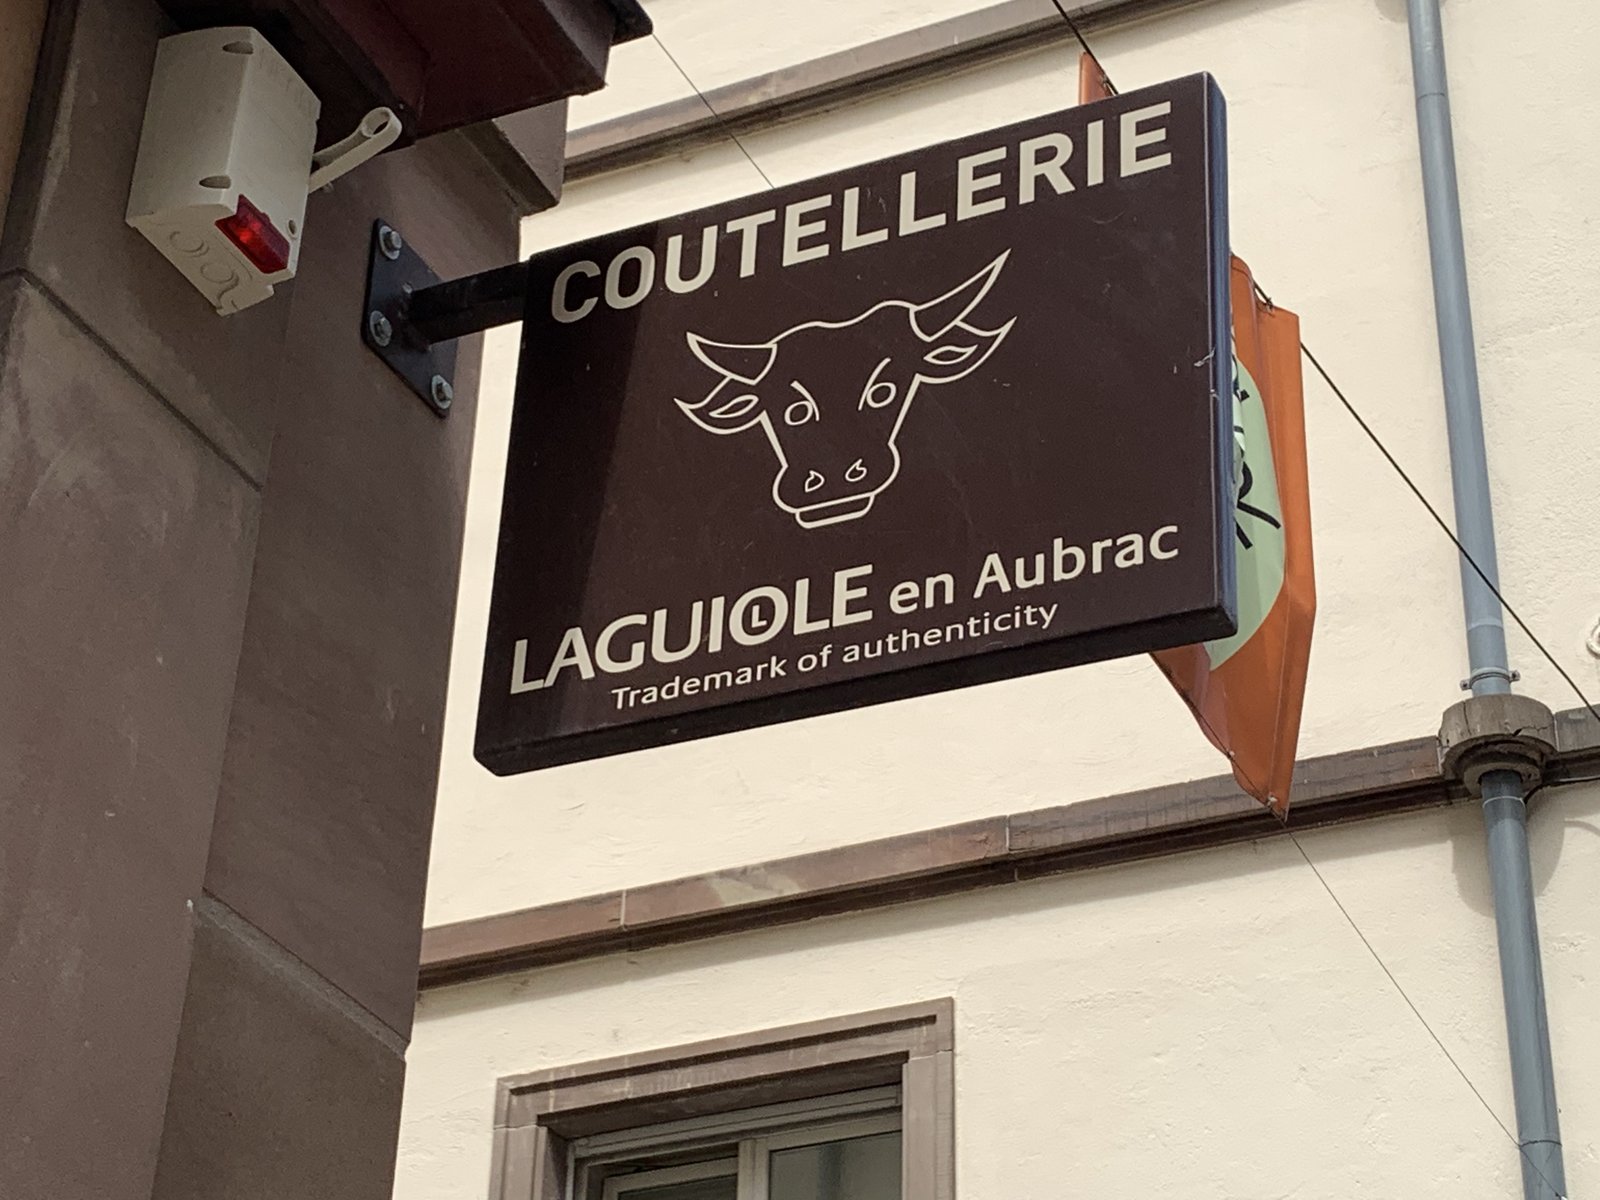 COUTELLERIE
LAGUIOLE en Aubrac
Trademark of authenticity